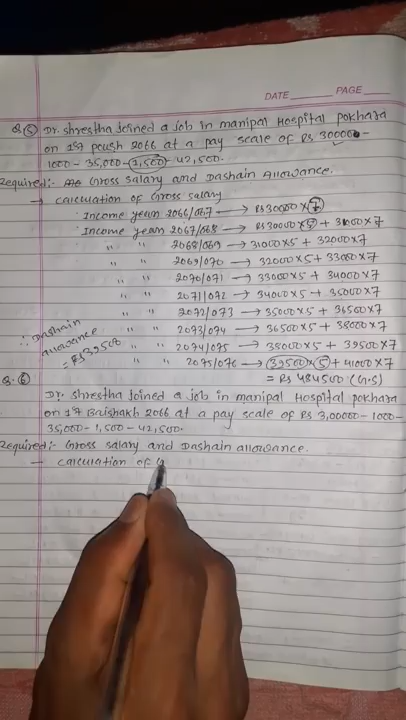 DATE______ PAGE____
Q.⑤ Dr. shrestha Joined a Job in manipal Hospital pokhara
on 1st poush 2066 at a pay scale of Rs 30000-
1000-35,000-1,500-42,500.
Required:- Gross salary and Dashain Allowance.
→ calculation of Gross salary
Income year 2066/067 → Rs 30000×7
Income year 2067/068 → Rs 30000×5 + 31000×7
" " 2068/069 → 31000×5 + 32000×7
" " 2069/070 → 32000×5 + 33000×7
" " 2070/071 → 33000×5 + 34000×7
" " 2071/072 → 34000×5 + 35000×7
" " 2072/073 → 35000×5 + 36500×7
" " 2073/074 → 36500×5 + 38000×7
" " 2074/075 → 38000×5 + 39500×7
" " 2075/076 → 39500×5 + 41000×7
= Rs 484500 (G.S)
∴ Dashain
allowance
= Rs 39500
Q.⑥
Dr. shrestha Joined a job in manipal Hospital pokhara
on 1st Baishakh 2066 at a pay scale of Rs 3,00000-1000-
35,000-1,500-42,500.
Required:- Gross salary and Dashain allowance.
— calculation of G